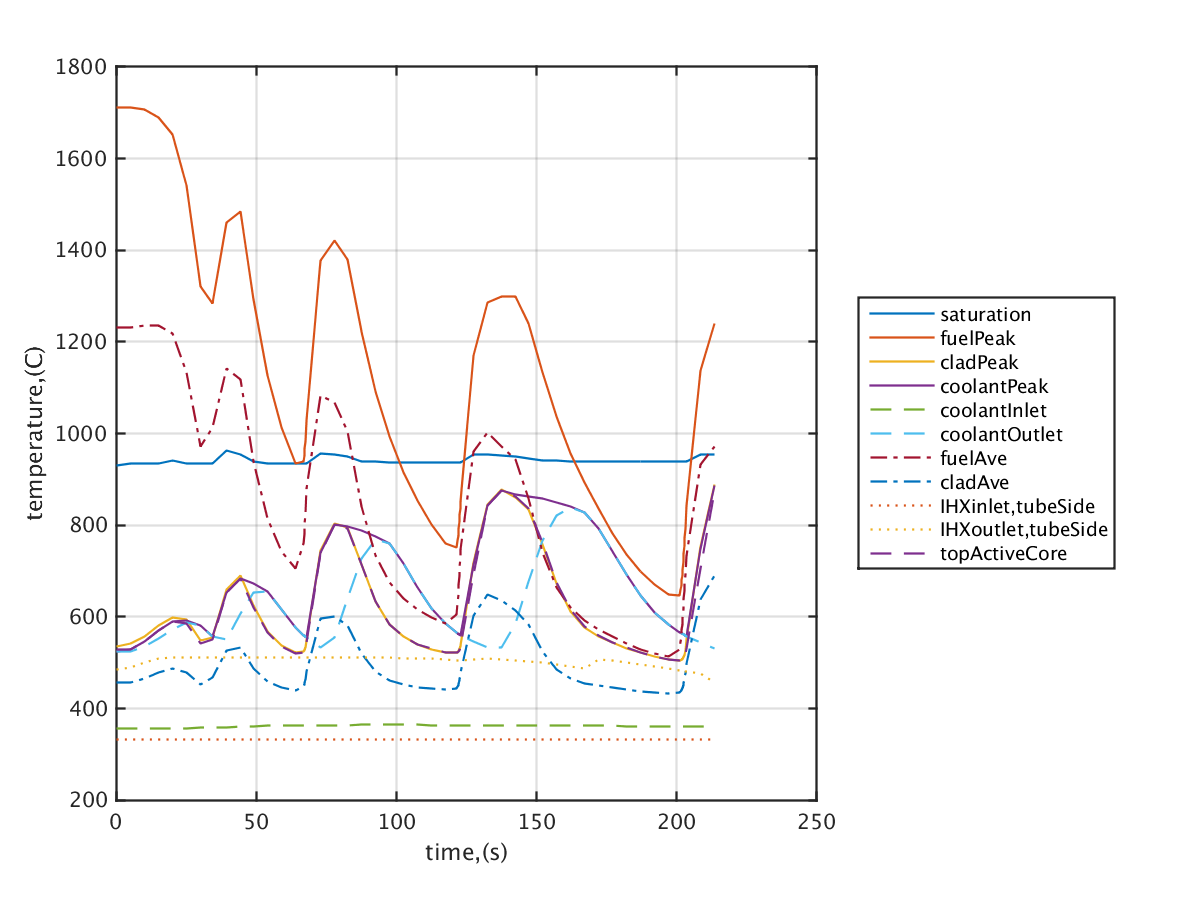 1800
1600
1400
1200
1000
800
600
400
200
temperature,(C)
0 50 100 150 200 250
time,(s)
saturation
fuelPeak
cladPeak
coolantPeak
coolantInlet
coolantOutlet
fuelAve
cladAve
IHXinlet,tubeSide
IHXoutlet,tubeSide
topActiveCore